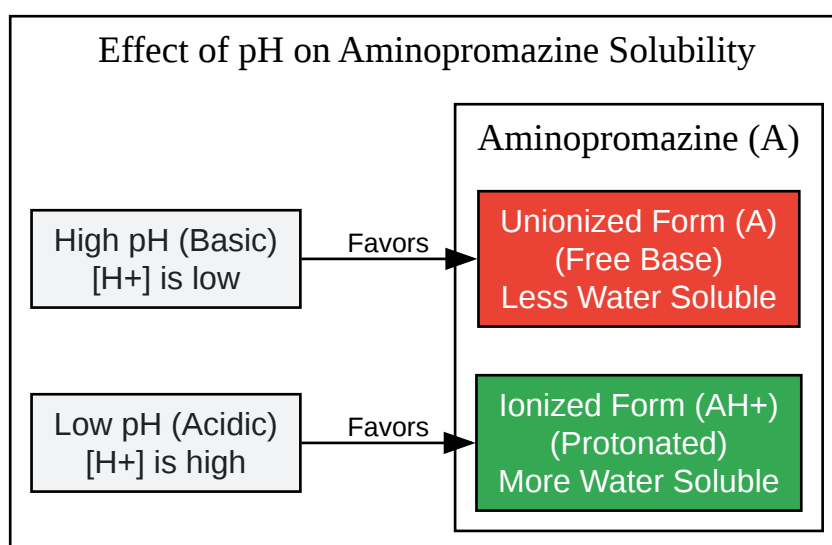 Effect of pH on Aminopromazine Solubility
Aminopromazine (A)
High pH (Basic)
[H+] is low
Favors
Unionized Form (A)
(Free Base)
Less Water Soluble
Low pH (Acidic)
[H+] is high
Favors
Ionized Form (AH+)
(Protonated)
More Water Soluble